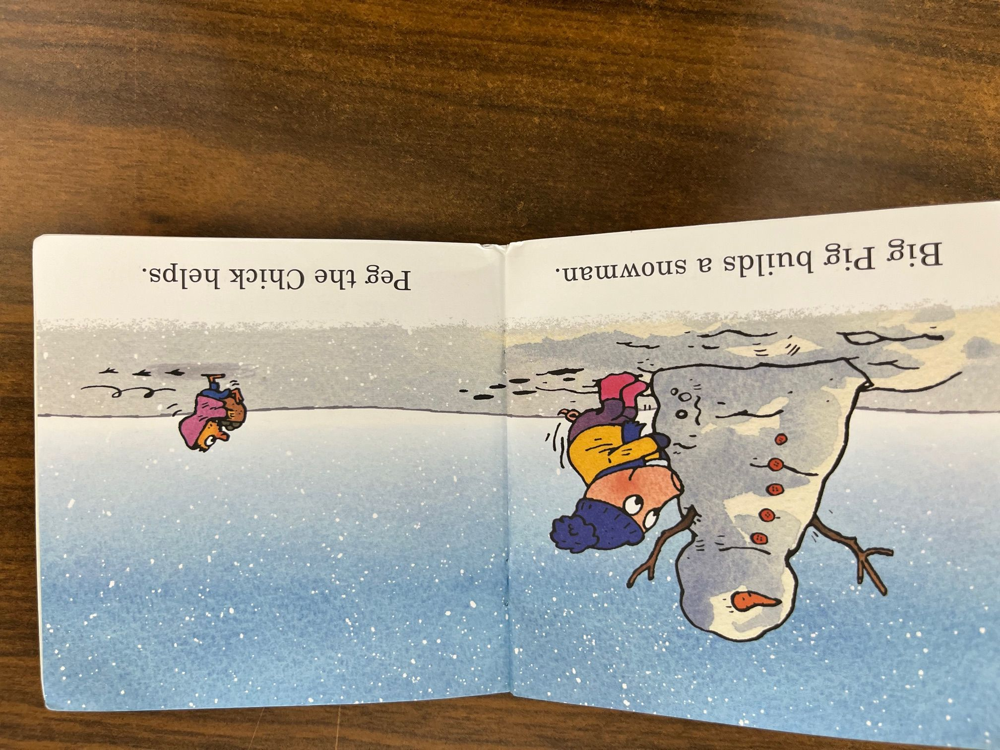 Big Pig builds a snowman.
Peg the Chick helps.